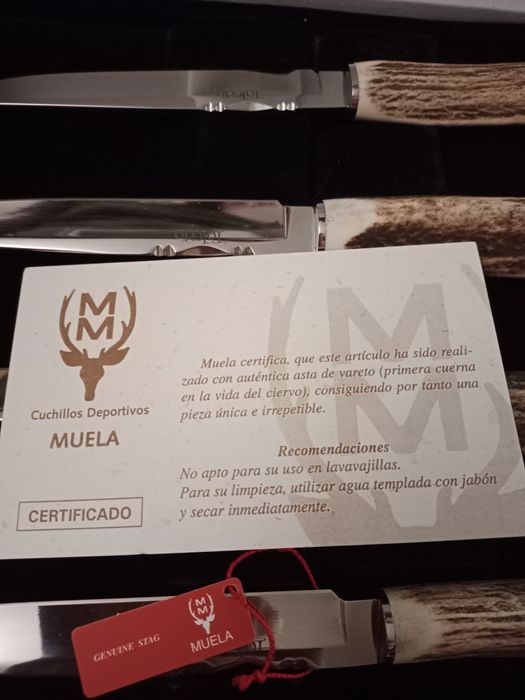 Toledo
Toledo
MM
Cuchillos Deportivos
MUELA
CERTIFICADO
Muela certifica, que este artículo ha sido reali-
zado con auténtica asta de vareto (primera cuerna
en la vida del ciervo), consiguiendo por tanto una
pieza única e irrepetible.
Recomendaciones
No apto para su uso en lavavajillas.
Para su limpieza, utilizar agua templada con jabón
y secar inmediatamente.
GENUINE STAG
MM
MUELA